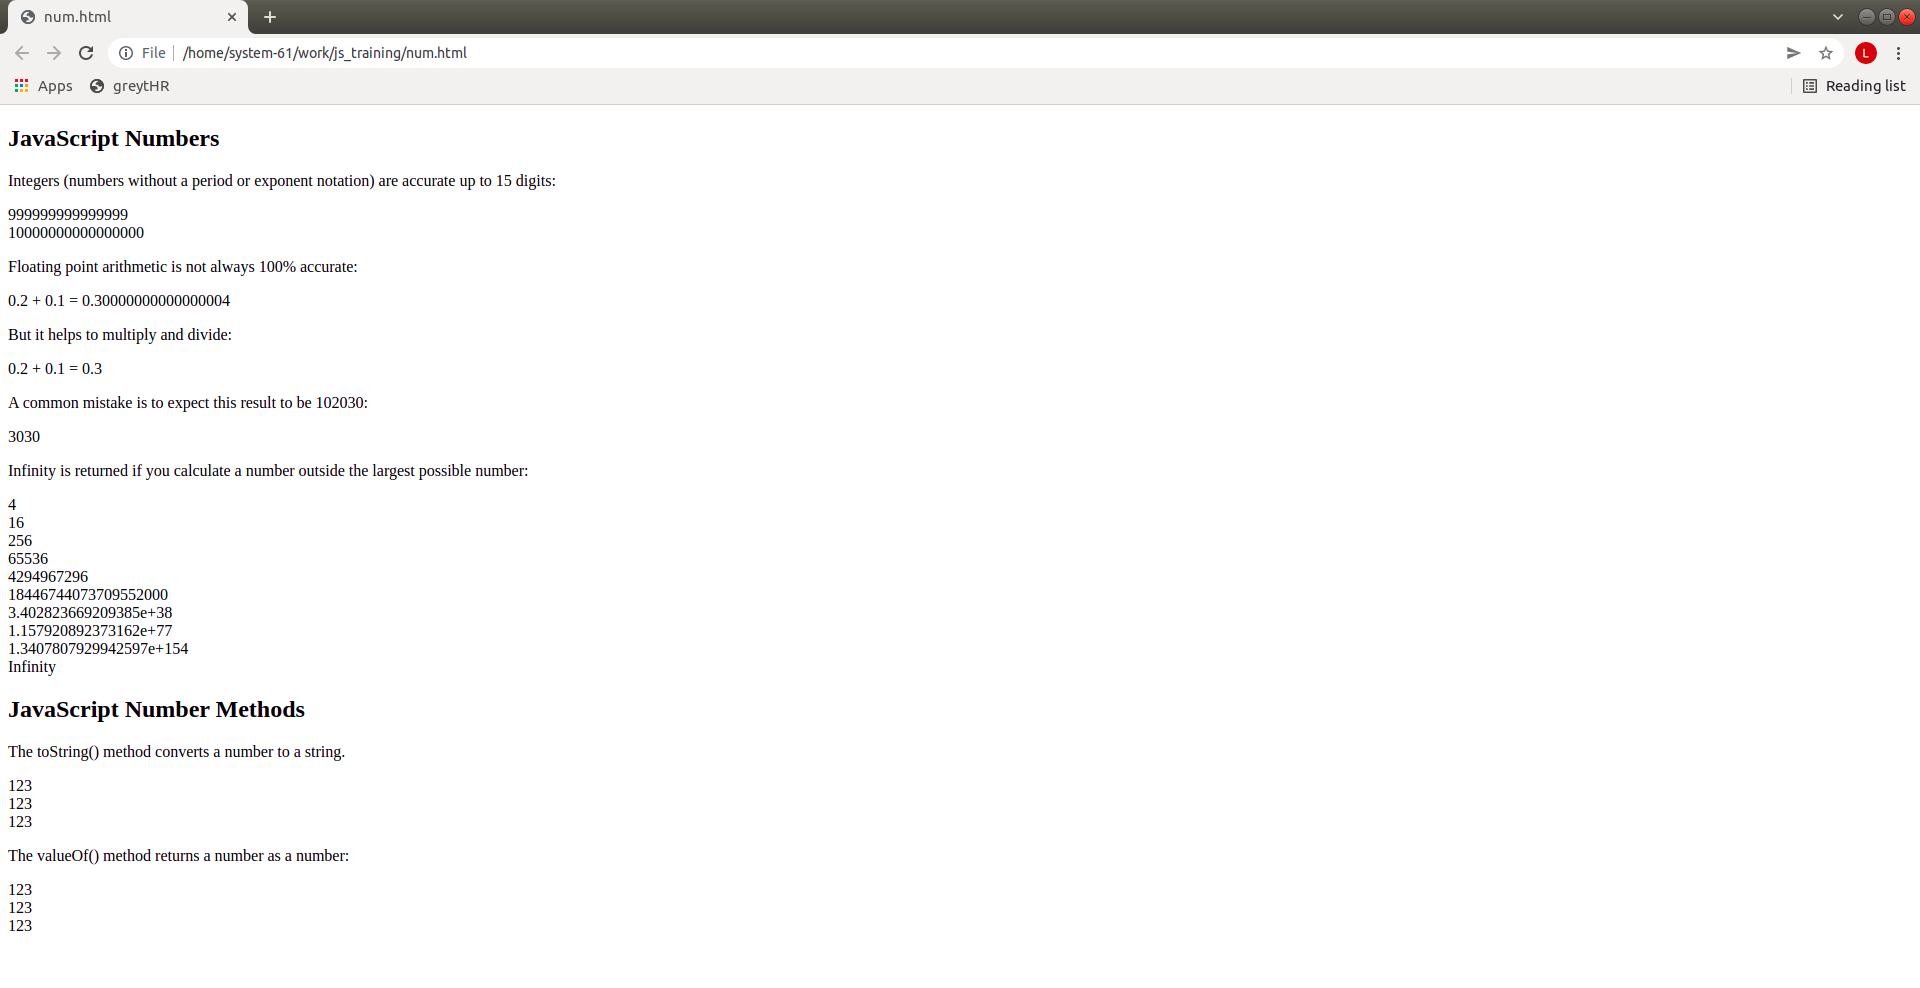 num.html
File /home/system-61/work/js_training/num.html
L
Apps greytHR Reading list
JavaScript Numbers
Integers (numbers without a period or exponent notation) are accurate up to 15 digits:
999999999999999
10000000000000000
Floating point arithmetic is not always 100% accurate:
0.2 + 0.1 = 0.30000000000000004
But it helps to multiply and divide:
0.2 + 0.1 = 0.3
A common mistake is to expect this result to be 102030:
3030
Infinity is returned if you calculate a number outside the largest possible number:
4
16
256
65536
4294967296
18446744073709552000
3.402823669209385e+38
1.157920892373162e+77
1.3407807929942597e+154
Infinity
JavaScript Number Methods
The toString() method converts a number to a string.
123
123
123
The valueOf() method returns a number as a number:
123
123
123